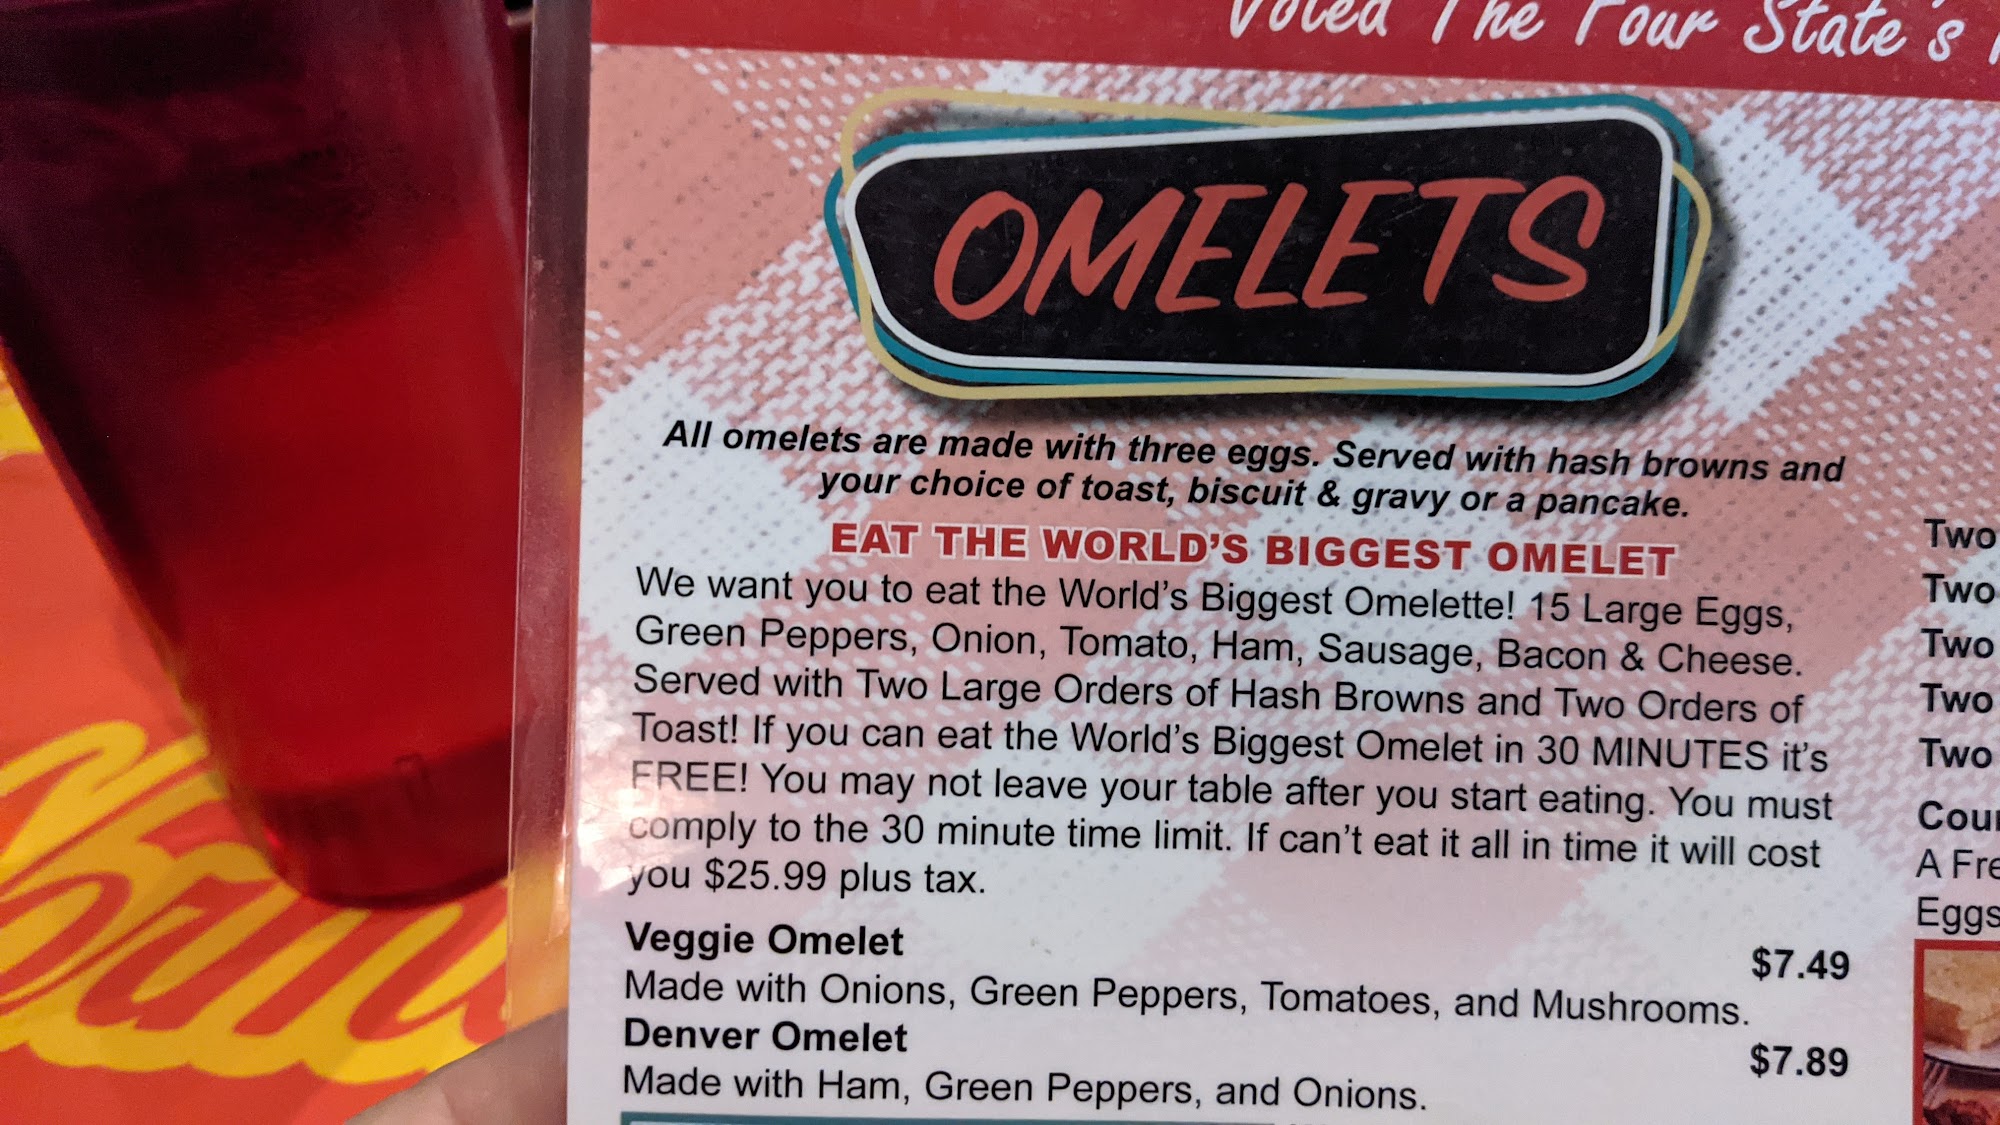 Voted The Four State's
OMELETS
All omelets are made with three eggs. Served with hash browns and
your choice of toast, biscuit & gravy or a pancake.
EAT THE WORLD'S BIGGEST OMELET
We want you to eat the World's Biggest Omelette! 15 Large Eggs,
Green Peppers, Onion, Tomato, Ham, Sausage, Bacon & Cheese.
Served with Two Large Orders of Hash Browns and Two Orders of
Toast! If you can eat the World's Biggest Omelet in 30 MINUTES it's
FREE! You may not leave your table after you start eating. You must
comply to the 30 minute time limit. If can't eat it all in time it will cost
you $25.99 plus tax.
Veggie Omelet $7.49
Made with Onions, Green Peppers, Tomatoes, and Mushrooms.
Denver Omelet $7.89
Made with Ham, Green Peppers, and Onions.
Two
Two
Two
Two
Two
A
Eggs